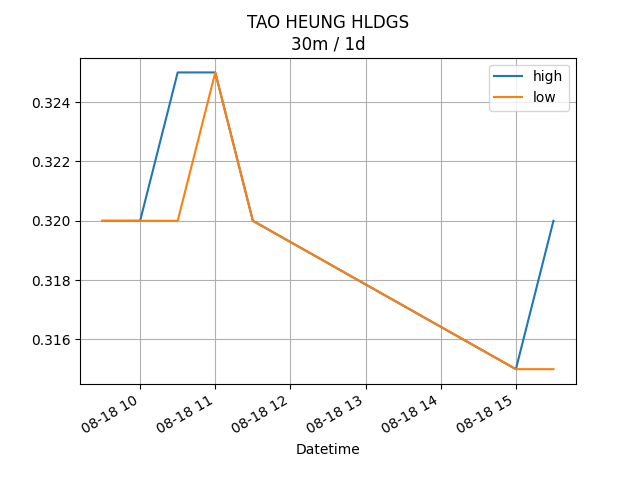 TAO HEUNG HLDGS
30m / 1d
high
low
0.324
0.322
0.320
0.318
0.316
08-18 10
08-18 11
08-18 12
08-18 13
08-18 14
08-18 15
Datetime